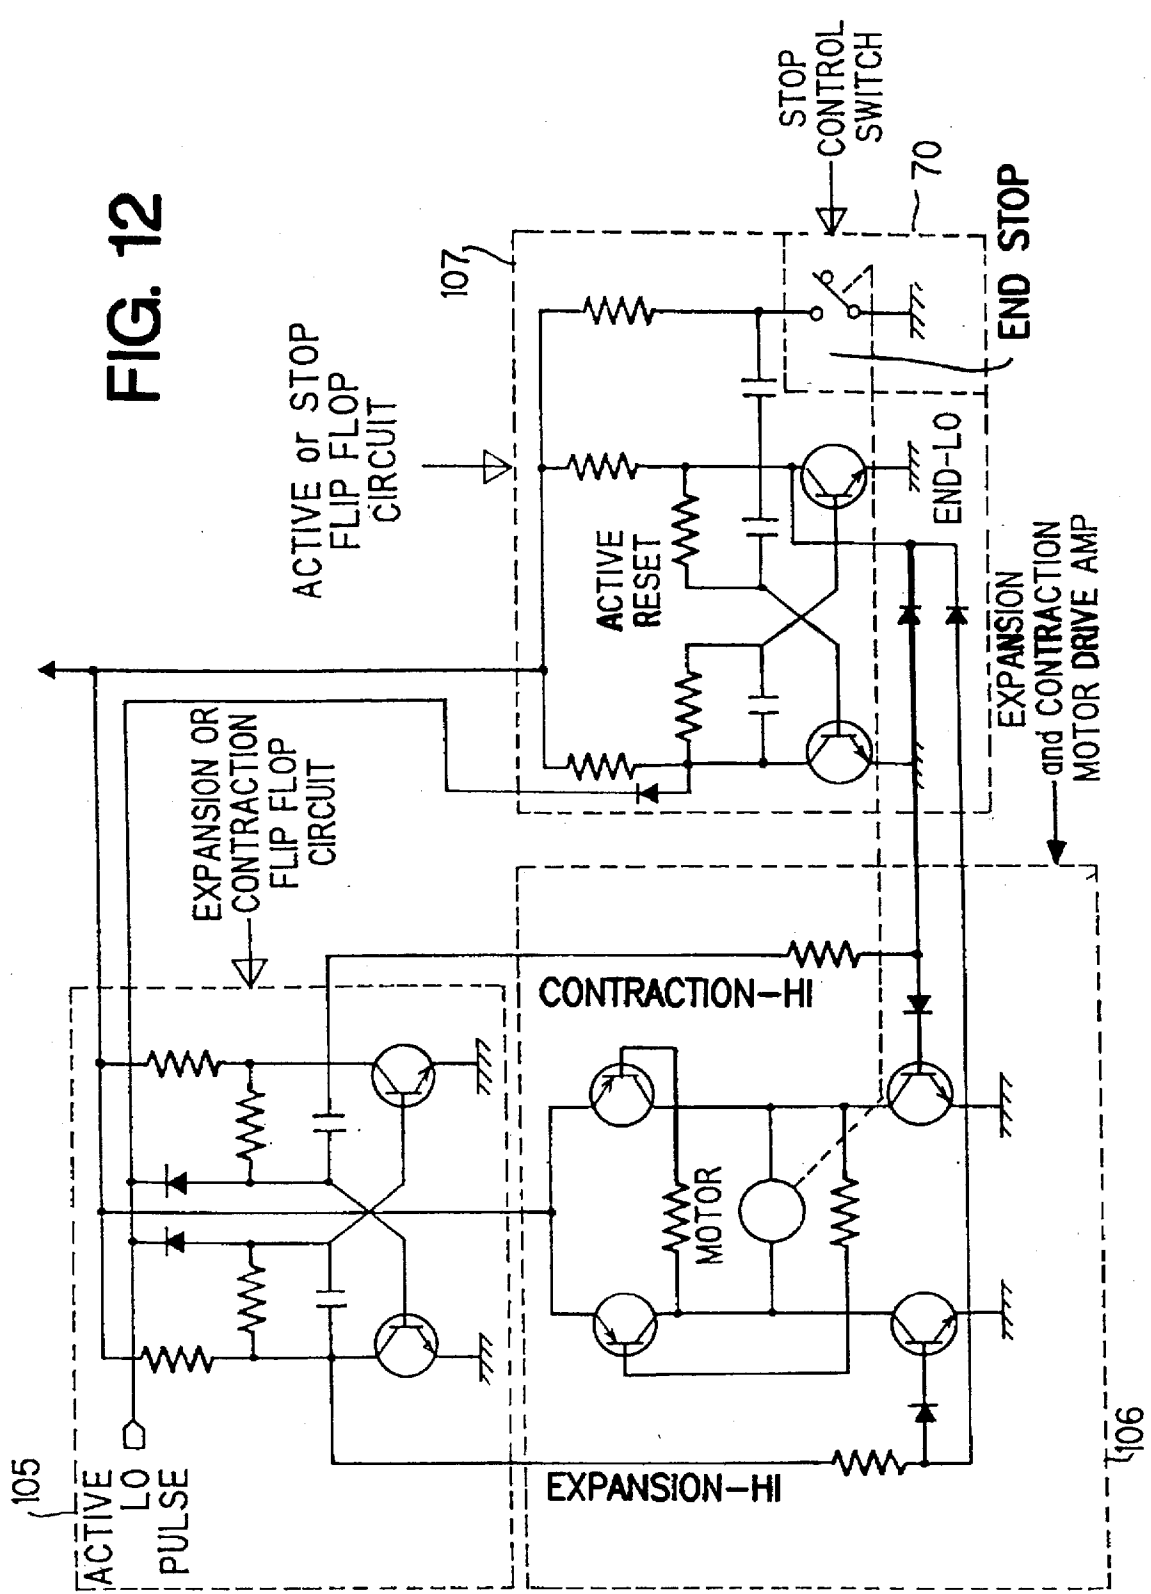 FIG. 12
105
ACTIVE
LO
PULSE
EXPANSION OR
CONTRACTION
FLIP FLOP
CIRCUIT
ACTIVE or STOP
FLIP FLOP
CIRCUIT
107
STOP
CONTROL
SWITCH
70
END STOP
ACTIVE
RESET
END-LO
EXPANSION
and CONTRACTION
MOTOR DRIVE AMP
CONTRACTION-HI
MOTOR
EXPANSION-HI
106